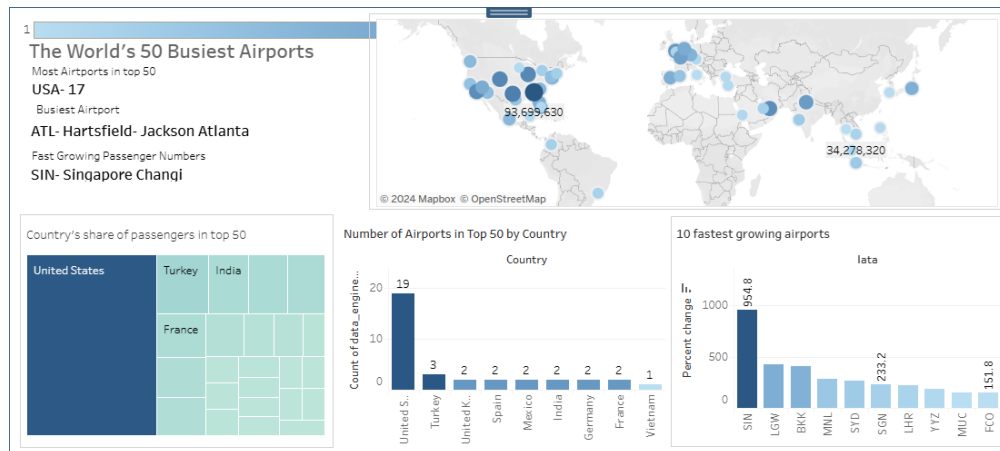 1
The World's 50 Busiest Airports
Most Airtports in top 50
USA- 17
Busiest Airtport
ATL- Hartsfield- Jackson Atlanta
Fast Growing Passenger Numbers
SIN- Singapore Changi
93,699,630
34,278,320
© 2024 Mapbox © OpenStreetMap
Country's share of passengers in top 50
United States
Turkey
India
France
Number of Airports in Top 50 by Country
Country
Count of data_engine...
20
10
0
19
3
2
2
2
2
2
2
1
United S..
Turkey
United K..
Spain
Mexico
India
Germany
France
Vietnam
10 fastest growing airports
Iata
Percent change
1000
500
0
954.8
233.2
151.8
SIN
LGW
BKK
MNL
SYD
SGN
LHR
YYZ
MUC
FCO